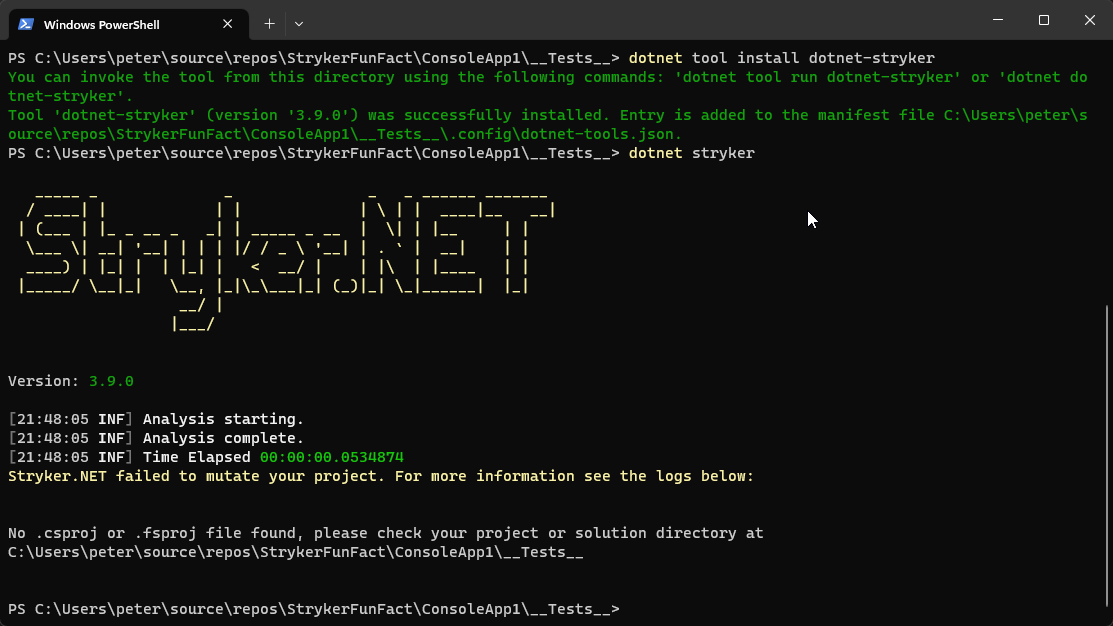 Windows PowerShell
PS C:\Users\peter\source\repos\StrykerFunFact\ConsoleApp1\__Tests__> dotnet tool install dotnet-stryker
You can invoke the tool from this directory using the following commands: 'dotnet tool run dotnet-stryker' or 'dotnet do
tnet-stryker'.
Tool 'dotnet-stryker' (version '3.9.0') was successfully installed. Entry is added to the manifest file C:\Users\peter\s
ource\repos\StrykerFunFact\ConsoleApp1\__Tests__\.config\dotnet-tools.json.
PS C:\Users\peter\source\repos\StrykerFunFact\ConsoleApp1\__Tests__> dotnet stryker
Stryker.NET
Version: 3.9.0
[21:48:05 INF] Analysis starting.
[21:48:05 INF] Analysis complete.
[21:48:05 INF] Time Elapsed 00:00:00.0534874
Stryker.NET failed to mutate your project. For more information see the logs below:
No .csproj or .fsproj file found, please check your project or solution directory at
C:\Users\peter\source\repos\StrykerFunFact\ConsoleApp1\__Tests__
PS C:\Users\peter\source\repos\StrykerFunFact\ConsoleApp1\__Tests__>